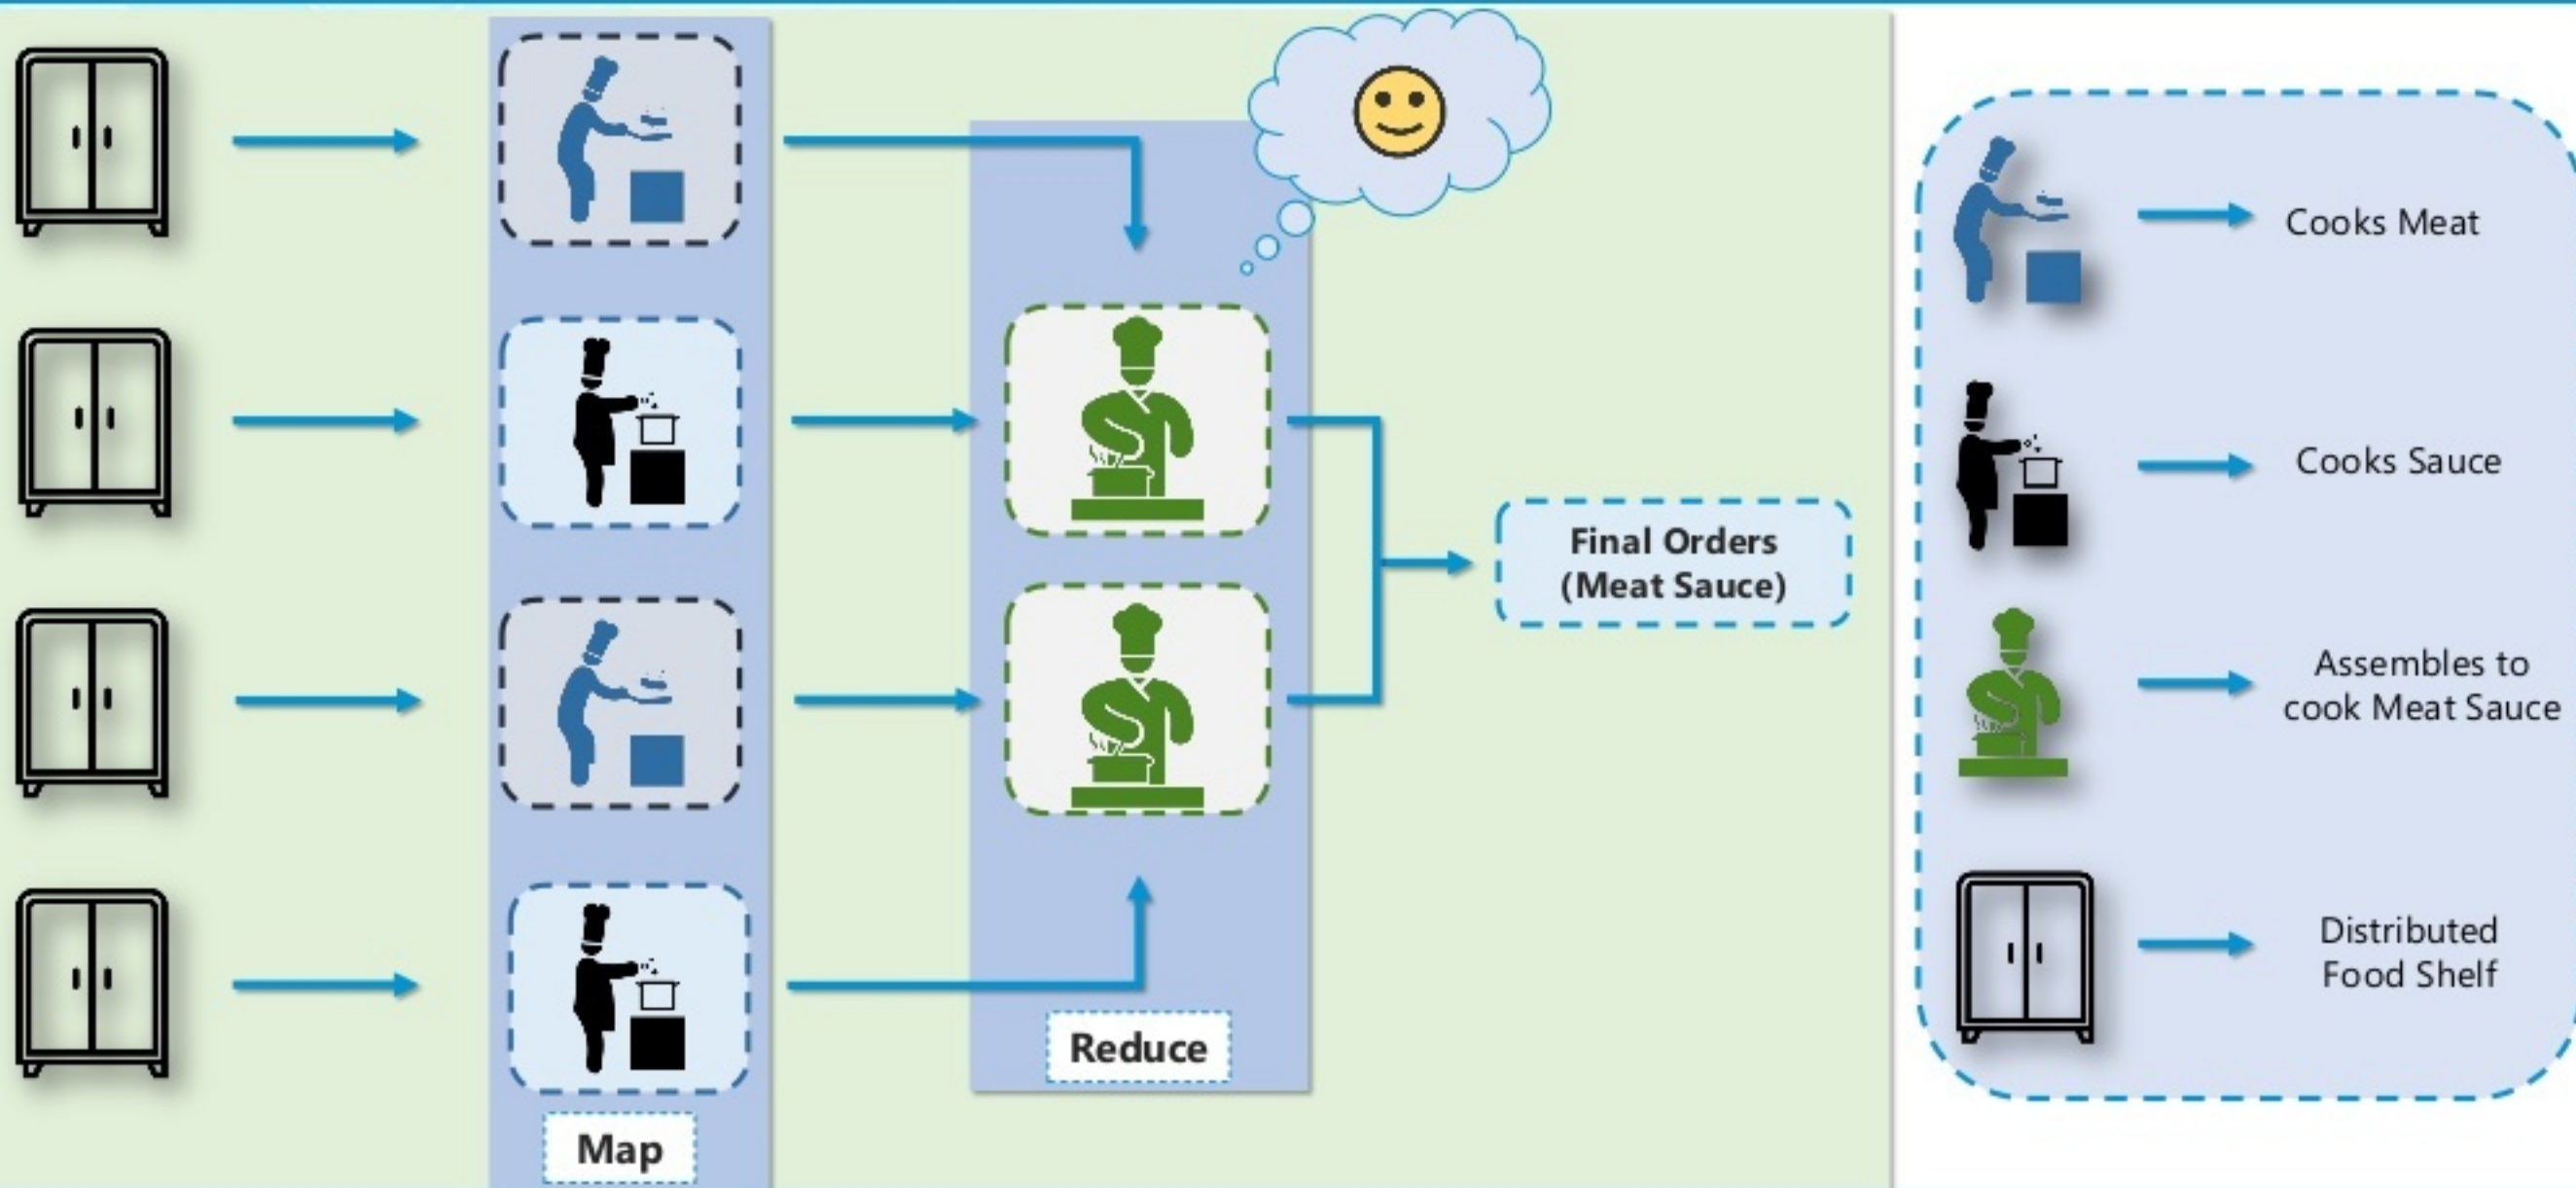 Final Orders
(Meat Sauce)
Reduce
Map
Cooks Meat
Cooks Sauce
Assembles to
cook Meat Sauce
Distributed
Food Shelf